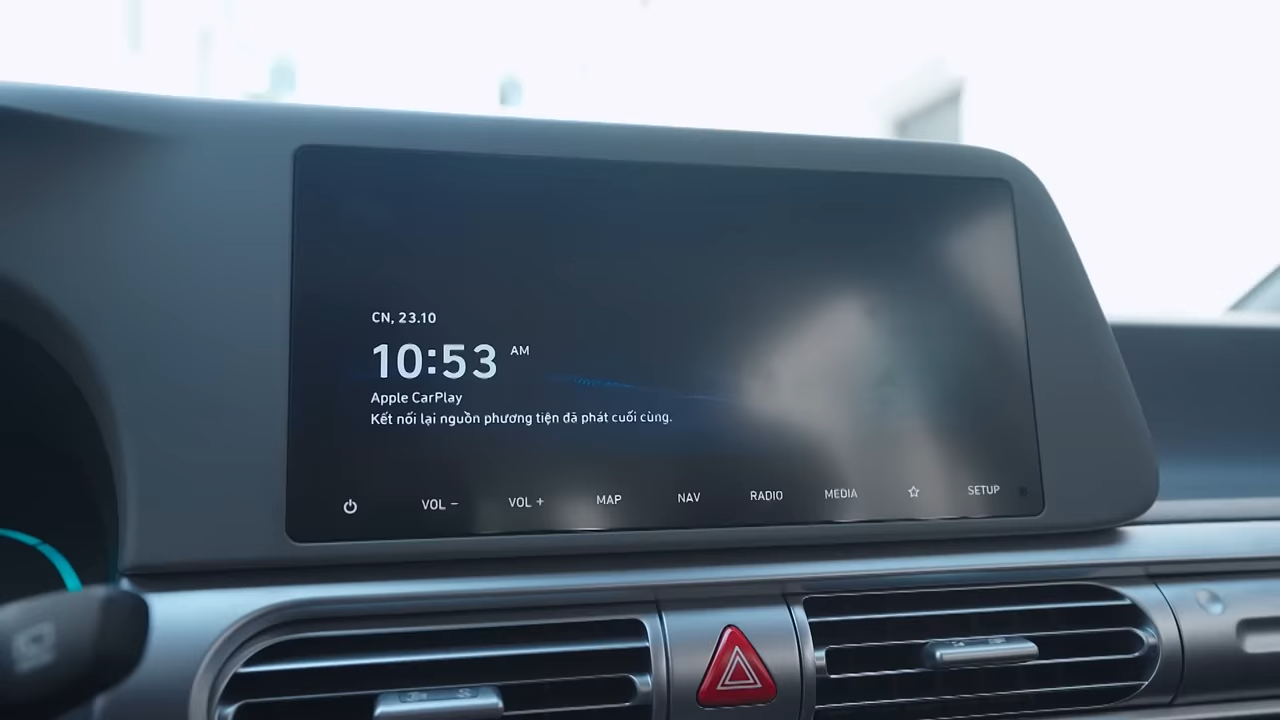 CN, 23.10
10:53 AM
Apple CarPlay
Kết nối lại nguồn phương tiện đã phát cuối cùng.
VOL − VOL + MAP NAV RADIO MEDIA SETUP